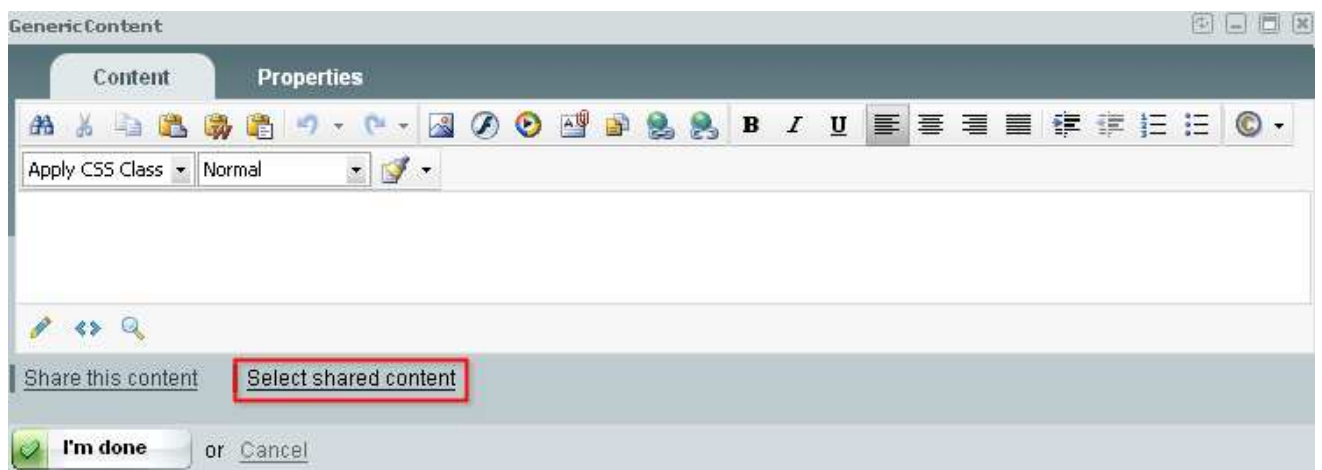 GenericContent
Content Properties
B I U
Apply CSS Class Normal
Share this content Select shared content
I'm done or Cancel